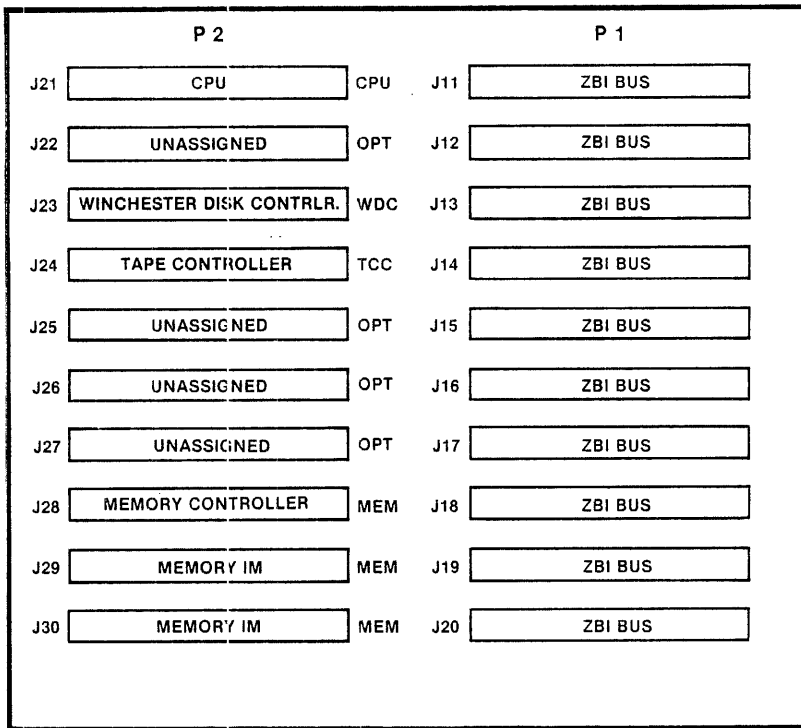 P 2 P 1
J21 CPU CPU J11 ZBI BUS
J22 UNASSIGNED OPT J12 ZBI BUS
J23 WINCHESTER DISK CONTRLR. WDC J13 ZBI BUS
J24 TAPE CONTROLLER TCC J14 ZBI BUS
J25 UNASSIGNED OPT J15 ZBI BUS
J26 UNASSIGNED OPT J16 ZBI BUS
J27 UNASSIGNED OPT J17 ZBI BUS
J28 MEMORY CONTROLLER MEM J18 ZBI BUS
J29 MEMORY IM MEM J19 ZBI BUS
J30 MEMORY IM MEM J20 ZBI BUS